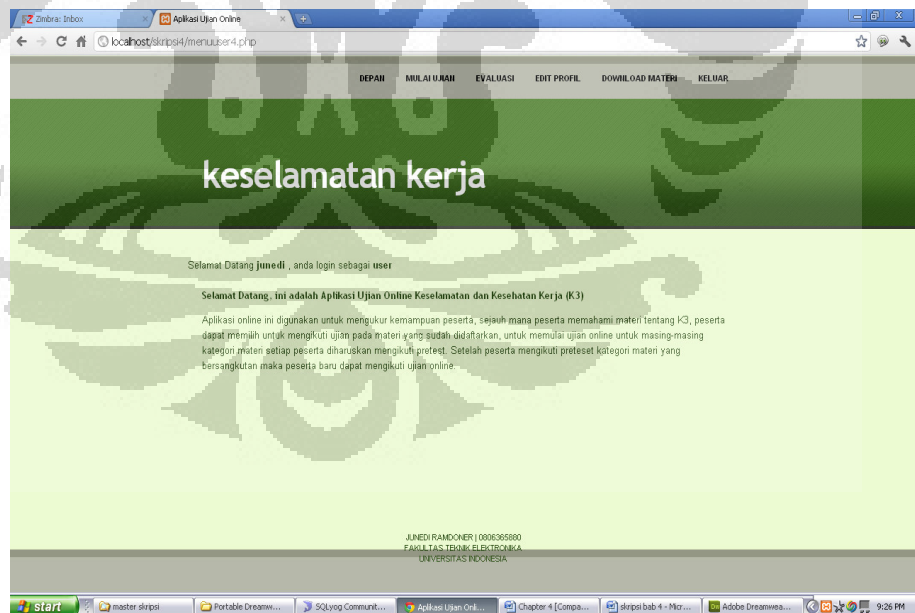 Zimbra: Inbox
Aplikasi Ujian Online
localhost/skripsi4/menuuser4.php
DEPAN MULAI UJIAN EVALUASI EDIT PROFIL DOWNLOAD MATERI KELUAR
keselamatan kerja
Selamat Datang junedi , anda login sebagai user
Selamat Datang, ini adalah Aplikasi Ujian Online Keselamatan dan Kesehatan Kerja (K3)
Aplikasi online ini digunakan untuk mengukur kemampuan peserta, sejauh mana peserta memahami materi tentang K3, peserta
dapat memilih untuk mengikuti ujian pada materi yang sudah didaftarkan, untuk memulai ujian online untuk masing-masing
kategori materi setiap peserta diharuskan mengikuti pretest. Setelah peserta mengikuti preteset kategori materi yang
bersangkutan maka peserta baru dapat mengikuti ujian online.
JUNEDI RAMDONER | 0806365880
FAKULTAS TEKNIK ELEKTRONIKA
UNIVERSITAS INDONESIA
start master skripsi Portable Dreamw... SQLyog Communit... Aplikasi Ujian Onli... Chapter 4 [Compa... skripsi bab 4 - Micr... Adobe Dreamwea... 9:26 PM